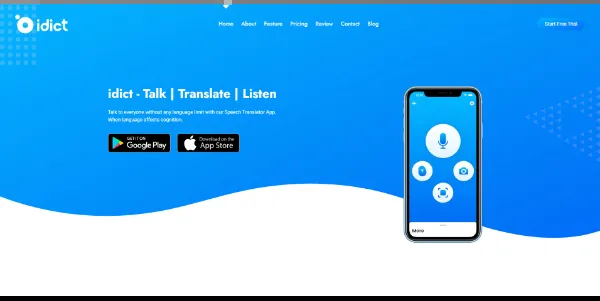 idict
Home About Feature Pricing Review Contact Blog
Start Free Trial
idict - Talk | Translate | Listen
Talk to everyone without any language limit with our Speech Translator App.
When language affects cognition.
GET IT ON
Google Play
Download on the
App Store
More